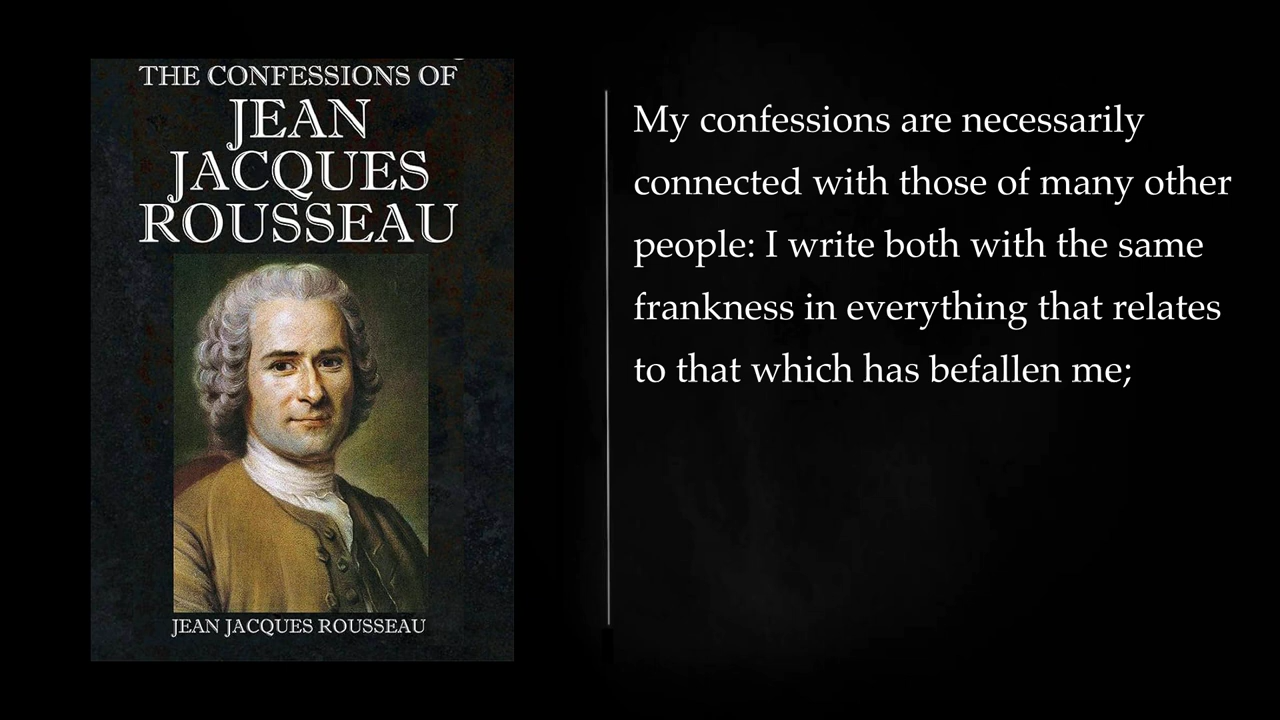 THE CONFESSIONS OF
JEAN
JACQUES
ROUSSEAU
JEAN JACQUES ROUSSEAU
My confessions are necessarily
connected with those of many other
people: I write both with the same
frankness in everything that relates
to that which has befallen me;